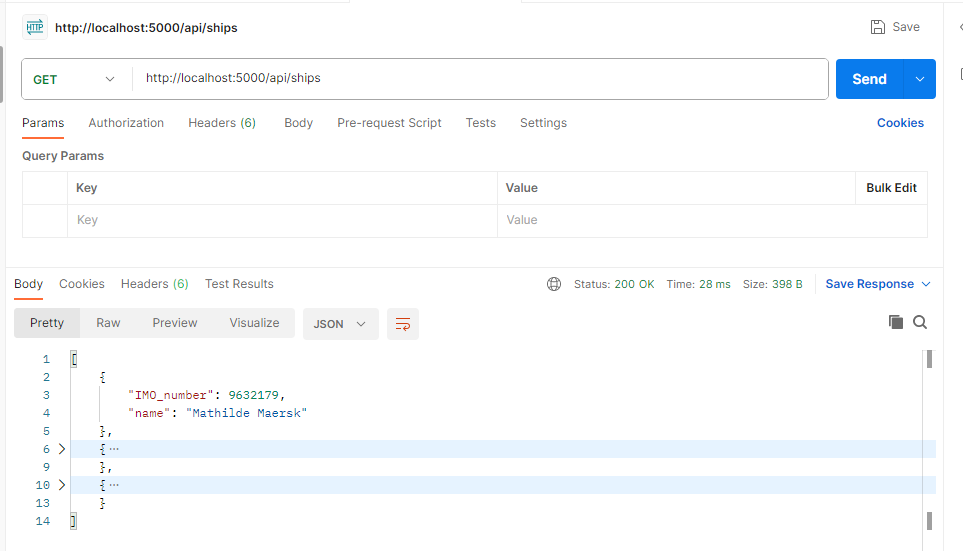 HTTP http://localhost:5000/api/ships Save
GET http://localhost:5000/api/ships Send
Params Authorization Headers (6) Body Pre-request Script Tests Settings Cookies
Query Params
Key Value Bulk Edit
Key Value
Body Cookies Headers (6) Test Results Status: 200 OK Time: 28 ms Size: 398 B Save Response
Pretty Raw Preview Visualize JSON
1 [
2 {
3 "IMO_number": 9632179,
4 "name": "Mathilde Maersk"
5 },
6 { ...
9 },
10 { ...
13 }
14 ]